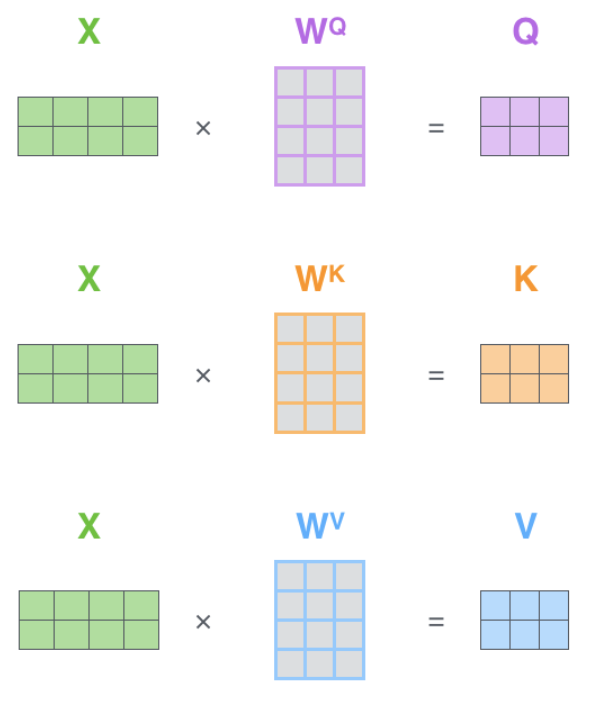 X W^Q Q
× =
X W^K K
× =
X W^V V
× =